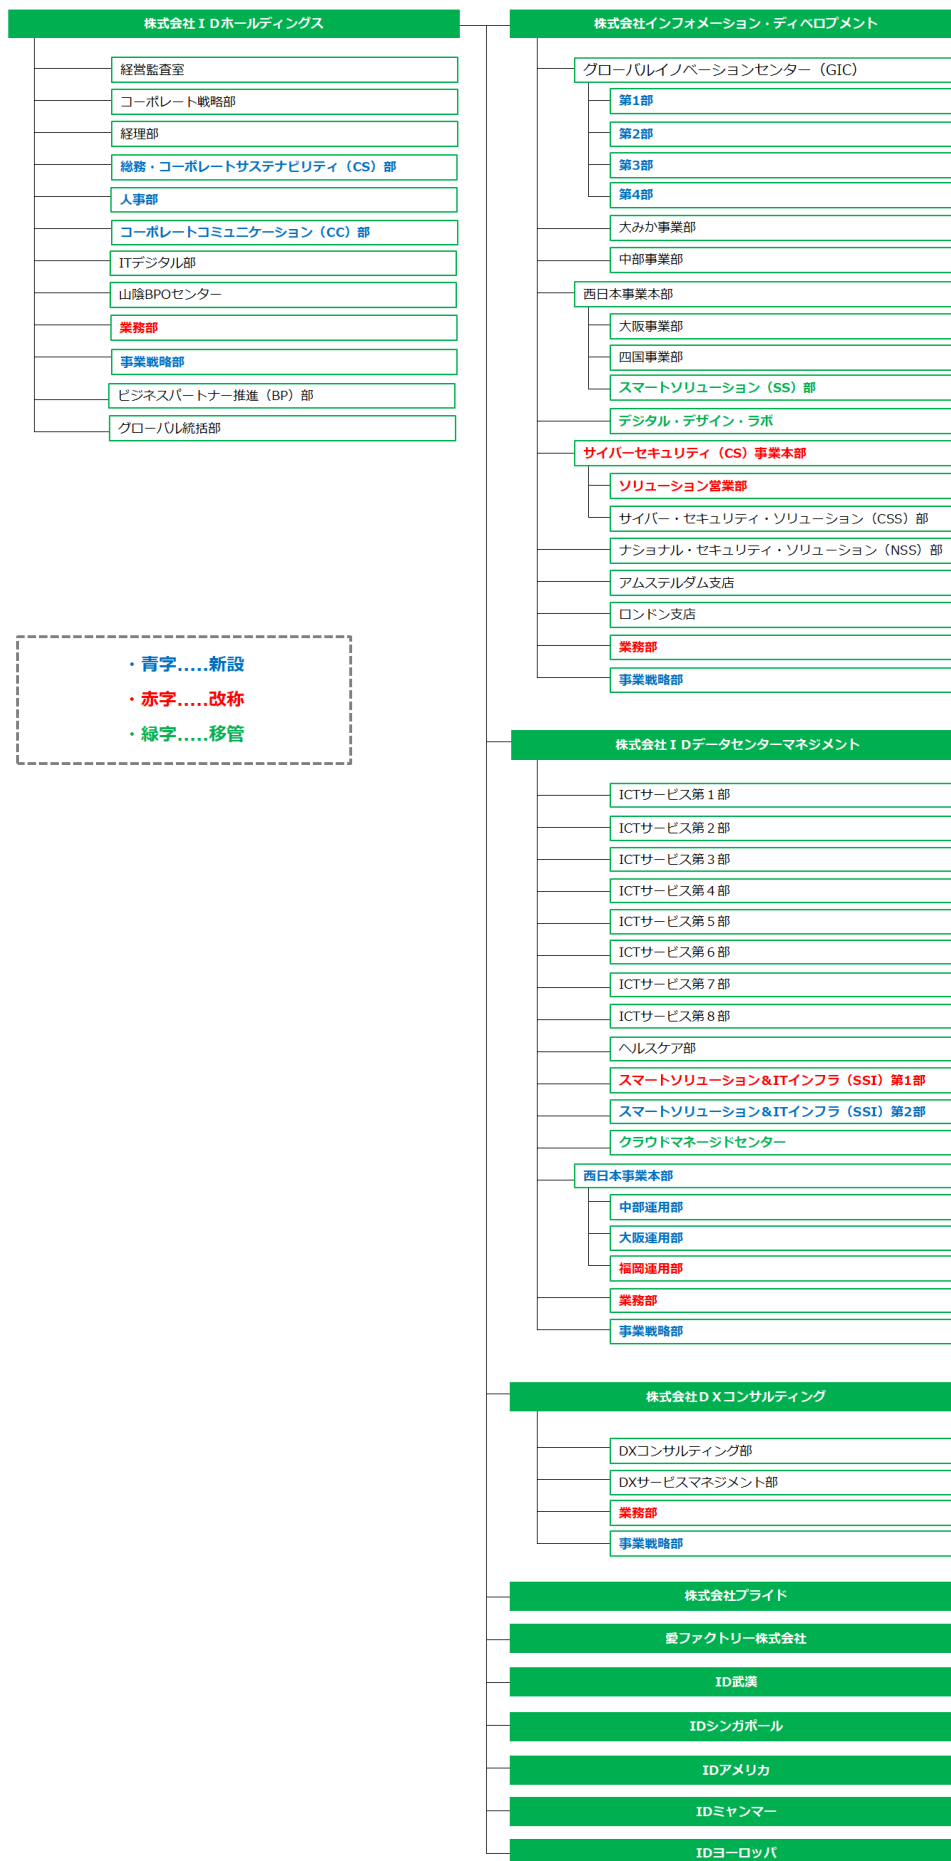 株式会社ＩＤホールディングス
経営監査室
コーポレート戦略部
経理部
総務・コーポレートサステナビリティ（CS）部
人事部
コーポレートコミュニケーション（CC）部
ITデジタル部
山陰BPOセンター
業務部
事業戦略部
ビジネスパートナー推進（BP）部
グローバル統括部
・青字.....新設
・赤字.....改称
・緑字.....移管
株式会社インフォメーション・ディベロプメント
グローバルイノベーションセンター（GIC）
第1部
第2部
第3部
第4部
大みか事業部
中部事業部
西日本事業本部
大阪事業部
四国事業部
スマートソリューション（SS）部
デジタル・デザイン・ラボ
サイバーセキュリティ（CS）事業本部
ソリューション営業部
サイバー・セキュリティ・ソリューション（CSS）部
ナショナル・セキュリティ・ソリューション（NSS）部
アムステルダム支店
ロンドン支店
業務部
事業戦略部
株式会社ＩＤデータセンターマネジメント
ICTサービス第１部
ICTサービス第２部
ICTサービス第３部
ICTサービス第４部
ICTサービス第５部
ICTサービス第６部
ICTサービス第７部
ICTサービス第８部
ヘルスケア部
スマートソリューション&ITインフラ（SSI）第1部
スマートソリューション&ITインフラ（SSI）第2部
クラウドマネージドセンター
西日本事業本部
中部運用部
大阪運用部
福岡運用部
業務部
事業戦略部
株式会社ＤＸコンサルティング
DXコンサルティング部
DXサービスマネジメント部
業務部
事業戦略部
株式会社プライド
愛ファクトリー株式会社
ID武漢
IDシンガポール
IDアメリカ
IDミャンマー
IDヨーロッパ